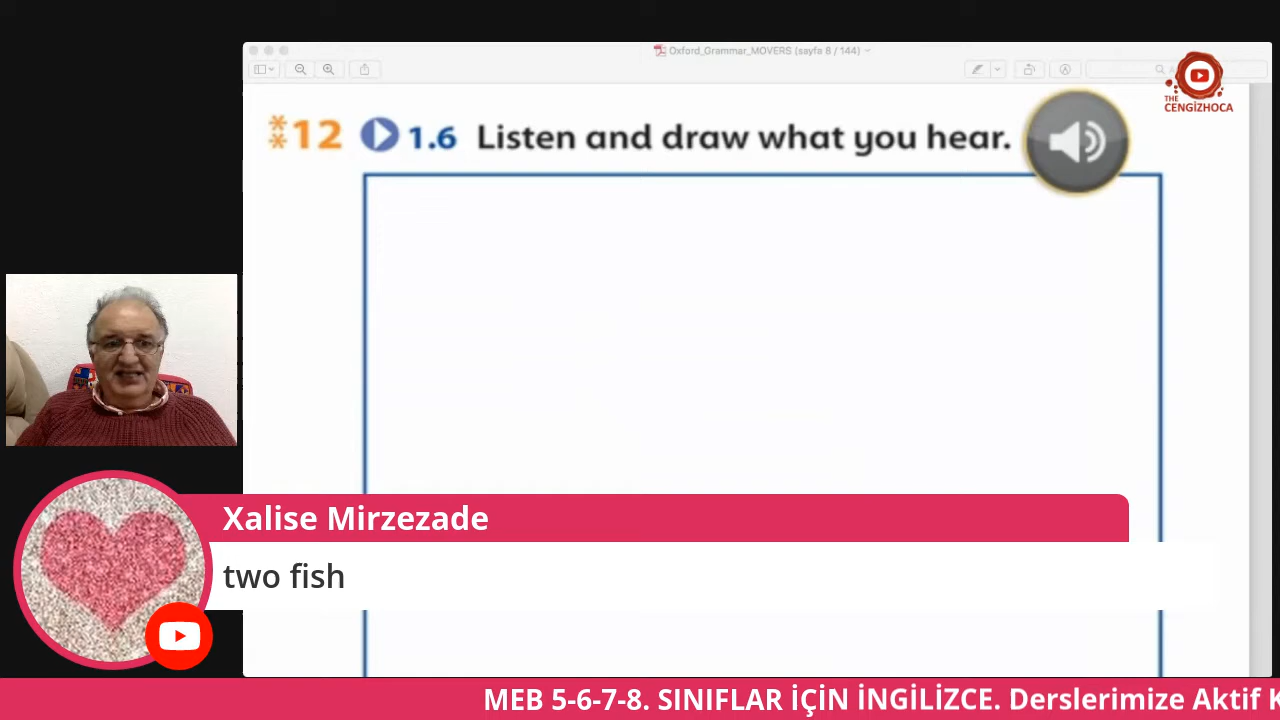 Oxford_Grammar_MOVERS (sayfa 8 / 144)
THE
CENGİZHOCA
**12 1.6 Listen and draw what you hear.
Xalise Mirzezade
two fish
MEB 5-6-7-8. SINIFLAR İÇİN İNGİLİZCE. Derslerimize Aktif K